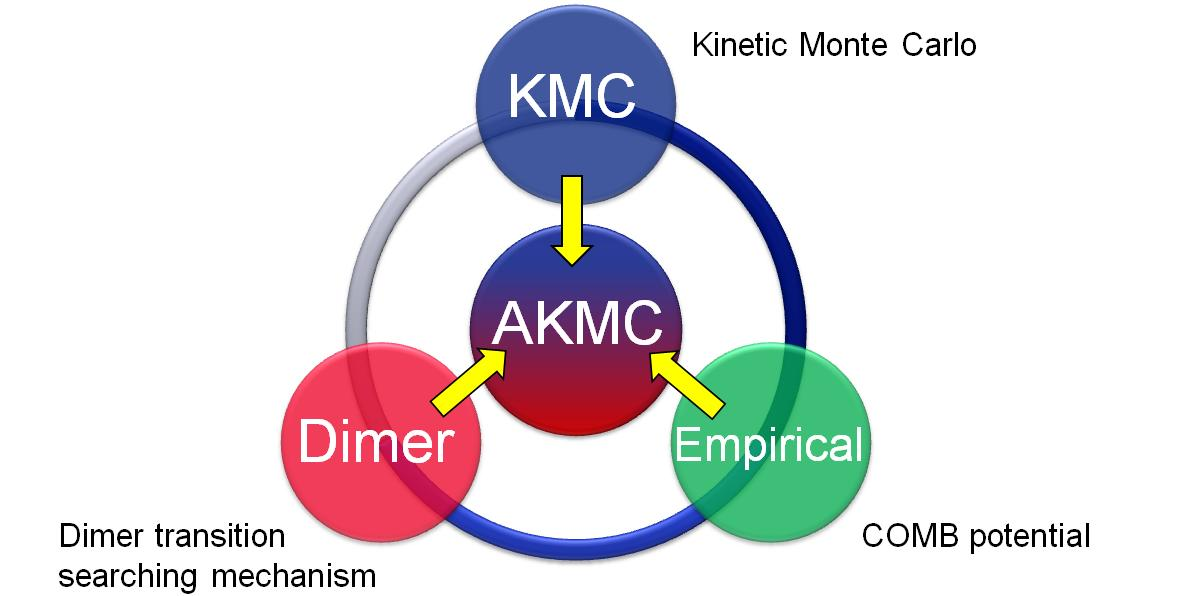 KMC
Kinetic Monte Carlo
AKMC
Dimer
Empirical
Dimer transition
searching mechanism
COMB potential